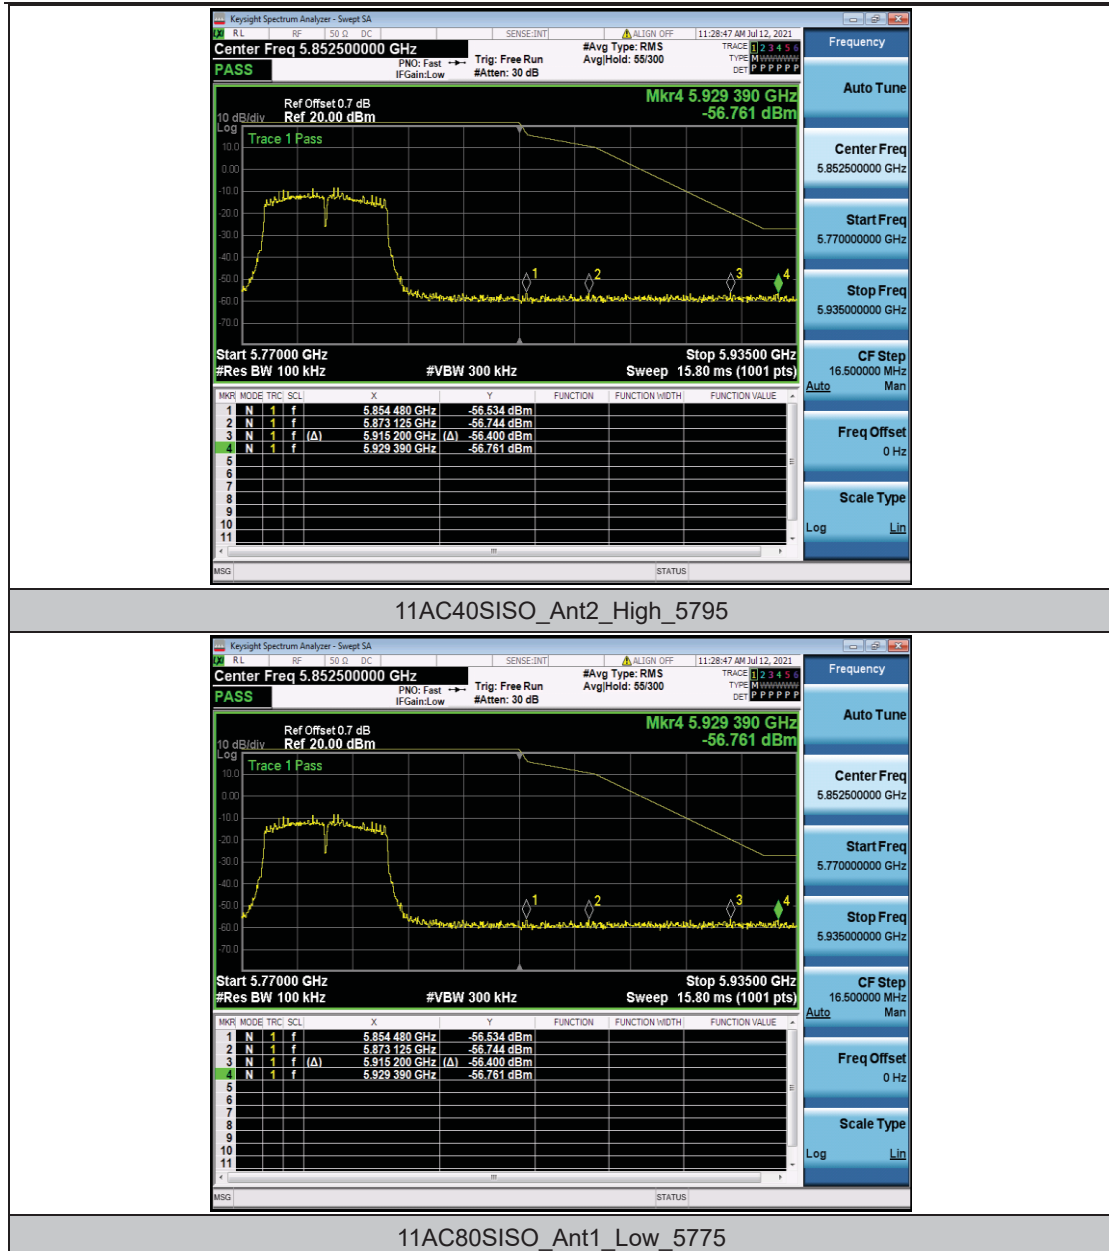 Keysight Spectrum Analyzer - Swept SA
LXI RL RF 50 Ω DC SENSE:INT ALIGN OFF 11:28:47 AM Jul 12, 2021
Center Freq 5.852500000 GHz #Avg Type: RMS TRACE 1 2 3 4 5 6
PASS PNO: Fast Trig: Free Run Avg|Hold: 55/300 TYPE M WWWWW
IFGain:Low #Atten: 30 dB DET P P P P P P
Frequency
Auto Tune
Center Freq
5.852500000 GHz
Start Freq
5.770000000 GHz
Stop Freq
5.935000000 GHz
CF Step
16.500000 MHz
Auto Man
Freq Offset
0 Hz
Scale Type
Log Lin
Mkr4 5.929 390 GHz
-56.761 dBm
Ref Offset 0.7 dB
10 dB/div Ref 20.00 dBm
Log
Trace 1 Pass
10.0
0.00
-10.0
-20.0
-30.0
-40.0
-50.0
-60.0
-70.0
1 2 3 4
Start 5.77000 GHz Stop 5.93500 GHz
#Res BW 100 kHz #VBW 300 kHz Sweep 15.80 ms (1001 pts)
MKR MODE TRC SCL X Y FUNCTION FUNCTION WIDTH FUNCTION VALUE
1 N 1 f 5.854 480 GHz -56.534 dBm
2 N 1 f 5.873 125 GHz -56.744 dBm
3 N 1 f (Δ) 5.915 200 GHz (Δ) -56.400 dBm
4 N 1 f 5.929 390 GHz -56.761 dBm
5
6
7
8
9
10
11
MSG STATUS
11AC40SISO_Ant2_High_5795
Keysight Spectrum Analyzer - Swept SA
LXI RL RF 50 Ω DC SENSE:INT ALIGN OFF 11:28:47 AM Jul 12, 2021
Center Freq 5.852500000 GHz #Avg Type: RMS TRACE 1 2 3 4 5 6
PASS PNO: Fast Trig: Free Run Avg|Hold: 55/300 TYPE M WWWWW
IFGain:Low #Atten: 30 dB DET P P P P P P
Frequency
Auto Tune
Center Freq
5.852500000 GHz
Start Freq
5.770000000 GHz
Stop Freq
5.935000000 GHz
CF Step
16.500000 MHz
Auto Man
Freq Offset
0 Hz
Scale Type
Log Lin
Mkr4 5.929 390 GHz
-56.761 dBm
Ref Offset 0.7 dB
10 dB/div Ref 20.00 dBm
Log
Trace 1 Pass
10.0
0.00
-10.0
-20.0
-30.0
-40.0
-50.0
-60.0
-70.0
1 2 3 4
Start 5.77000 GHz Stop 5.93500 GHz
#Res BW 100 kHz #VBW 300 kHz Sweep 15.80 ms (1001 pts)
MKR MODE TRC SCL X Y FUNCTION FUNCTION WIDTH FUNCTION VALUE
1 N 1 f 5.854 480 GHz -56.534 dBm
2 N 1 f 5.873 125 GHz -56.744 dBm
3 N 1 f (Δ) 5.915 200 GHz (Δ) -56.400 dBm
4 N 1 f 5.929 390 GHz -56.761 dBm
5
6
7
8
9
10
11
MSG STATUS
11AC80SISO_Ant1_Low_5775